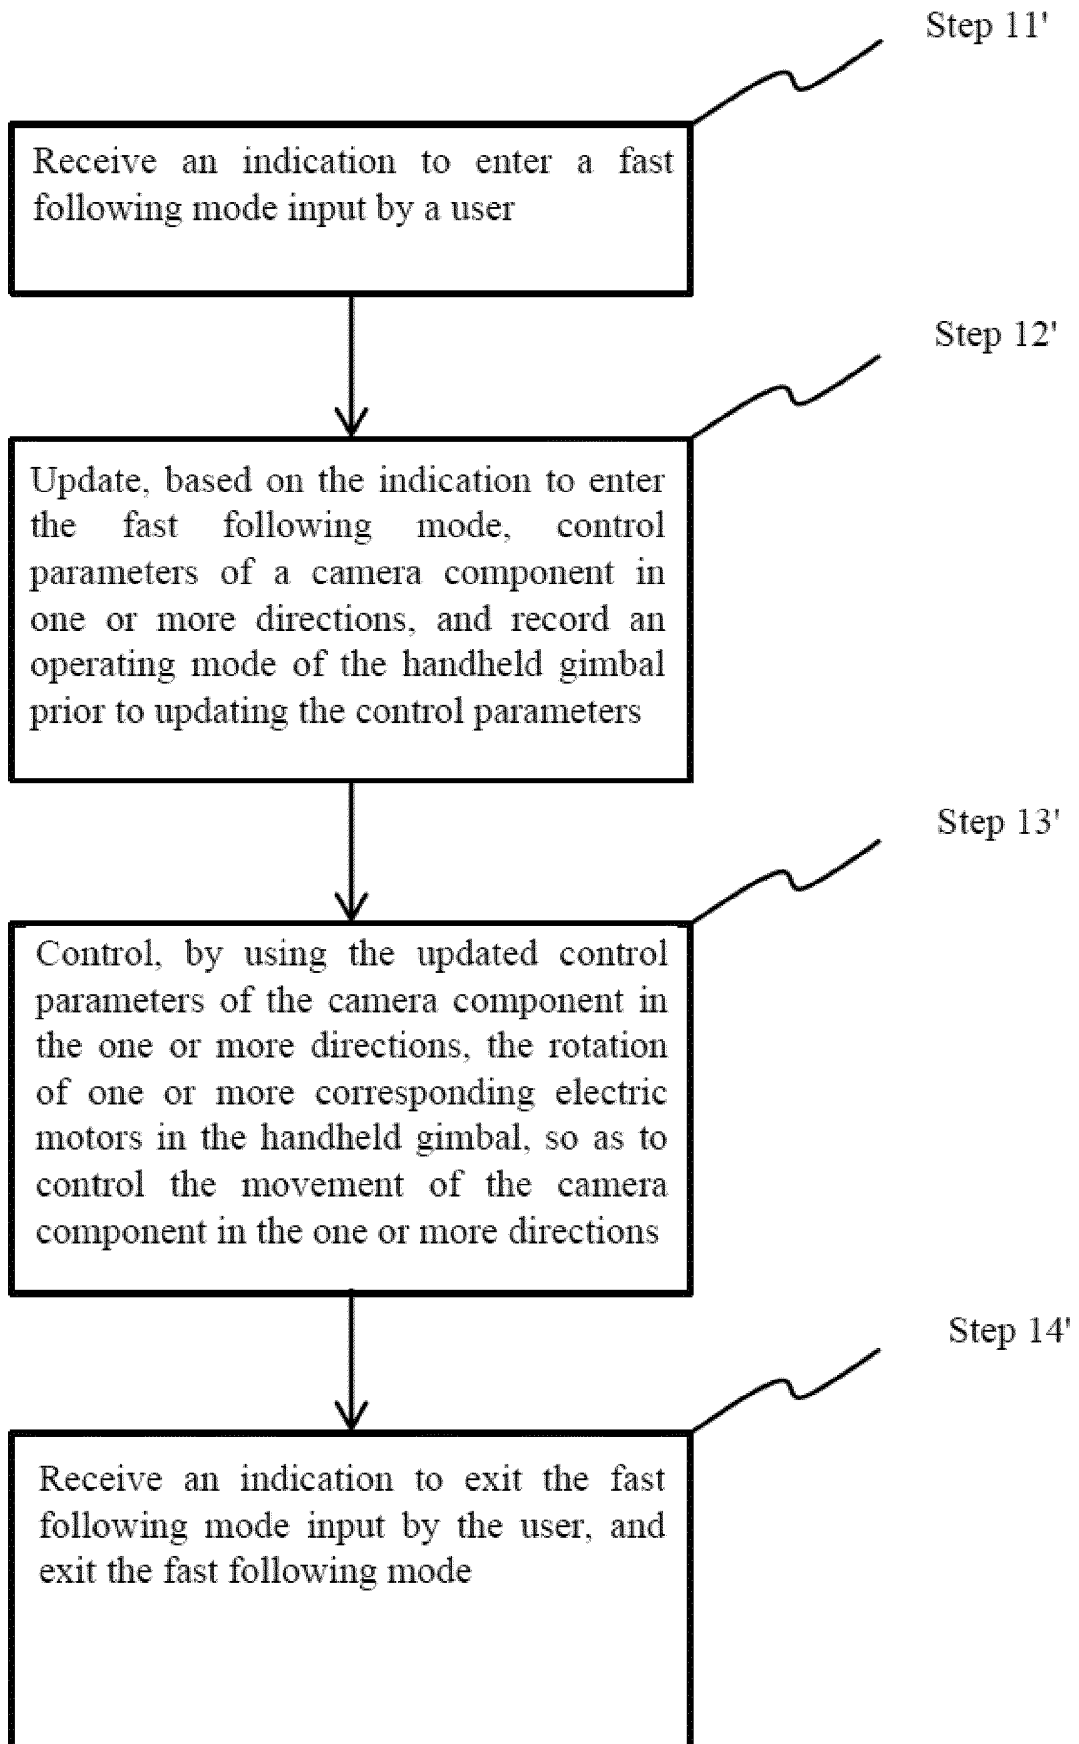 Step 11'
Receive an indication to enter a fast
following mode input by a user
Step 12'
Update, based on the indication to enter
the fast following mode, control
parameters of a camera component in
one or more directions, and record an
operating mode of the handheld gimbal
prior to updating the control parameters
Step 13'
Control, by using the updated control
parameters of the camera component in
the one or more directions, the rotation
of one or more corresponding electric
motors in the handheld gimbal, so as to
control the movement of the camera
component in the one or more directions
Step 14'
Receive an indication to exit the fast
following mode input by the user, and
exit the fast following mode